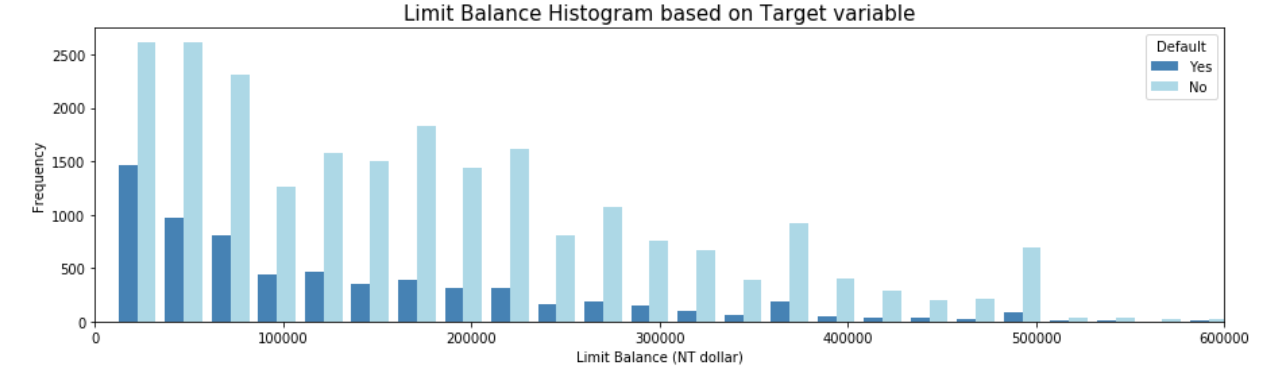 Limit Balance Histogram based on Target variable
Default
Yes
No
Frequency
2500
2000
1500
1000
500
0
0 100000 200000 300000 400000 500000 600000
Limit Balance (NT dollar)